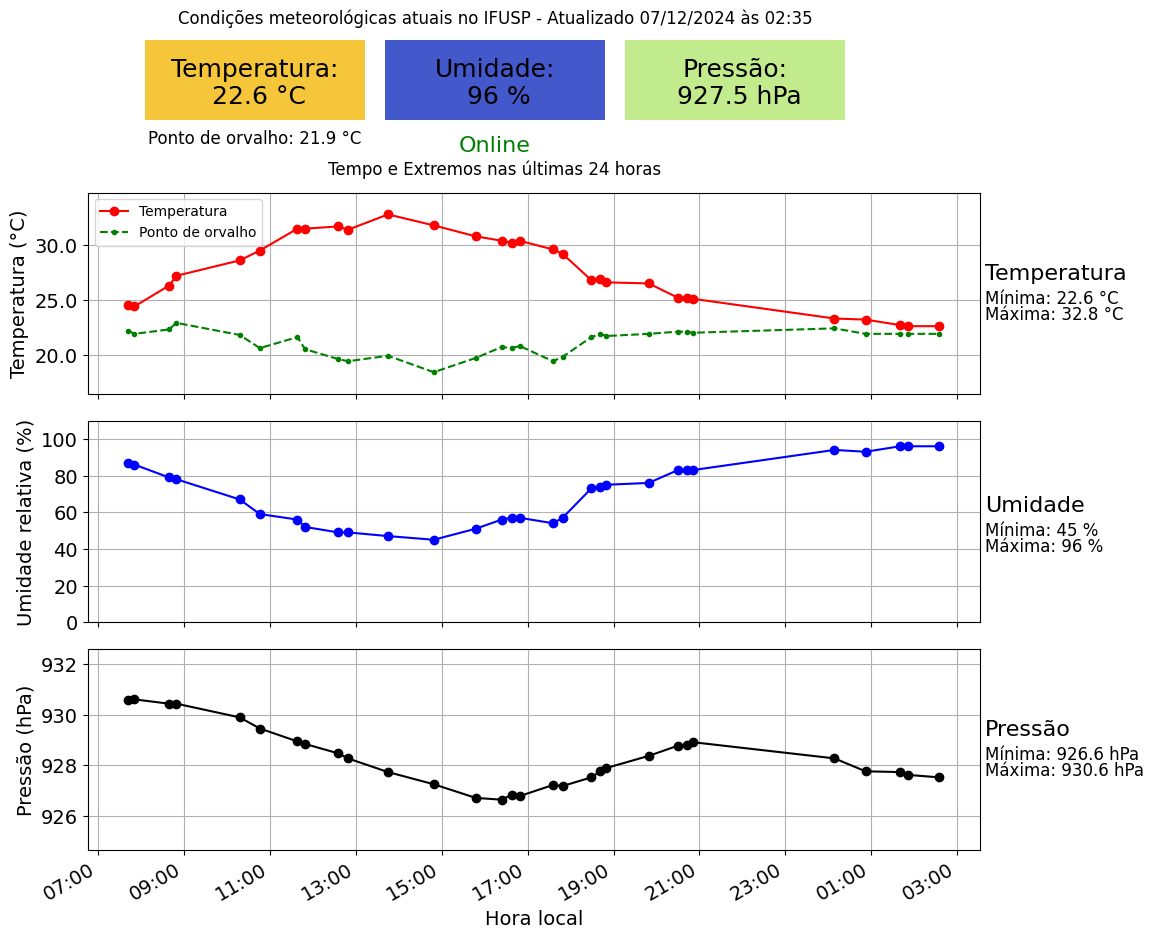 Condições meteorológicas atuais no IFUSP - Atualizado 07/12/2024 às 02:35
Temperatura:
22.6 °C
Umidade:
96 %
Pressão:
927.5 hPa
Ponto de orvalho: 21.9 °C
Online
Tempo e Extremos nas últimas 24 horas
Temperatura
Ponto de orvalho
Temperatura (°C)
30.0
25.0
20.0
Temperatura
Mínima: 22.6 °C
Máxima: 32.8 °C
Umidade relativa (%)
100
80
60
40
20
0
Umidade
Mínima: 45 %
Máxima: 96 %
Pressão (hPa)
932
930
928
926
Pressão
Mínima: 926.6 hPa
Máxima: 930.6 hPa
07:00
09:00
11:00
13:00
15:00
17:00
19:00
21:00
23:00
01:00
03:00
Hora local